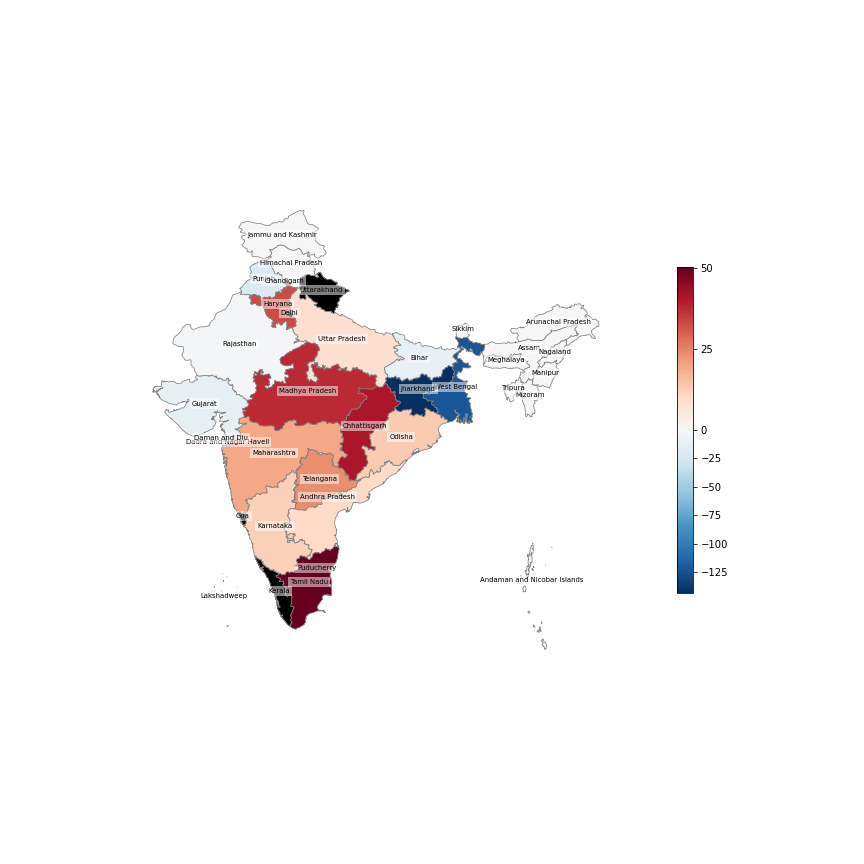 Jammu and Kashmir
Himachal Pradesh
Punjab
Chandigarh
Uttarakhand
Haryana
Delhi
Sikkim
Arunachal Pradesh
Uttar Pradesh
Rajasthan
Assam
Nagaland
Bihar
Meghalaya
Manipur
Jharkhand
West Bengal
Tripura
Mizoram
Madhya Pradesh
Gujarat
Chhattisgarh
Daman and Diu
Dadra and Nagar Haveli
Odisha
Maharashtra
Telangana
Andhra Pradesh
Goa
Karnataka
Puducherry
Tamil Nadu
Kerala
Lakshadweep
Andaman and Nicobar Islands
50
25
0
−25
−50
−75
−100
−125